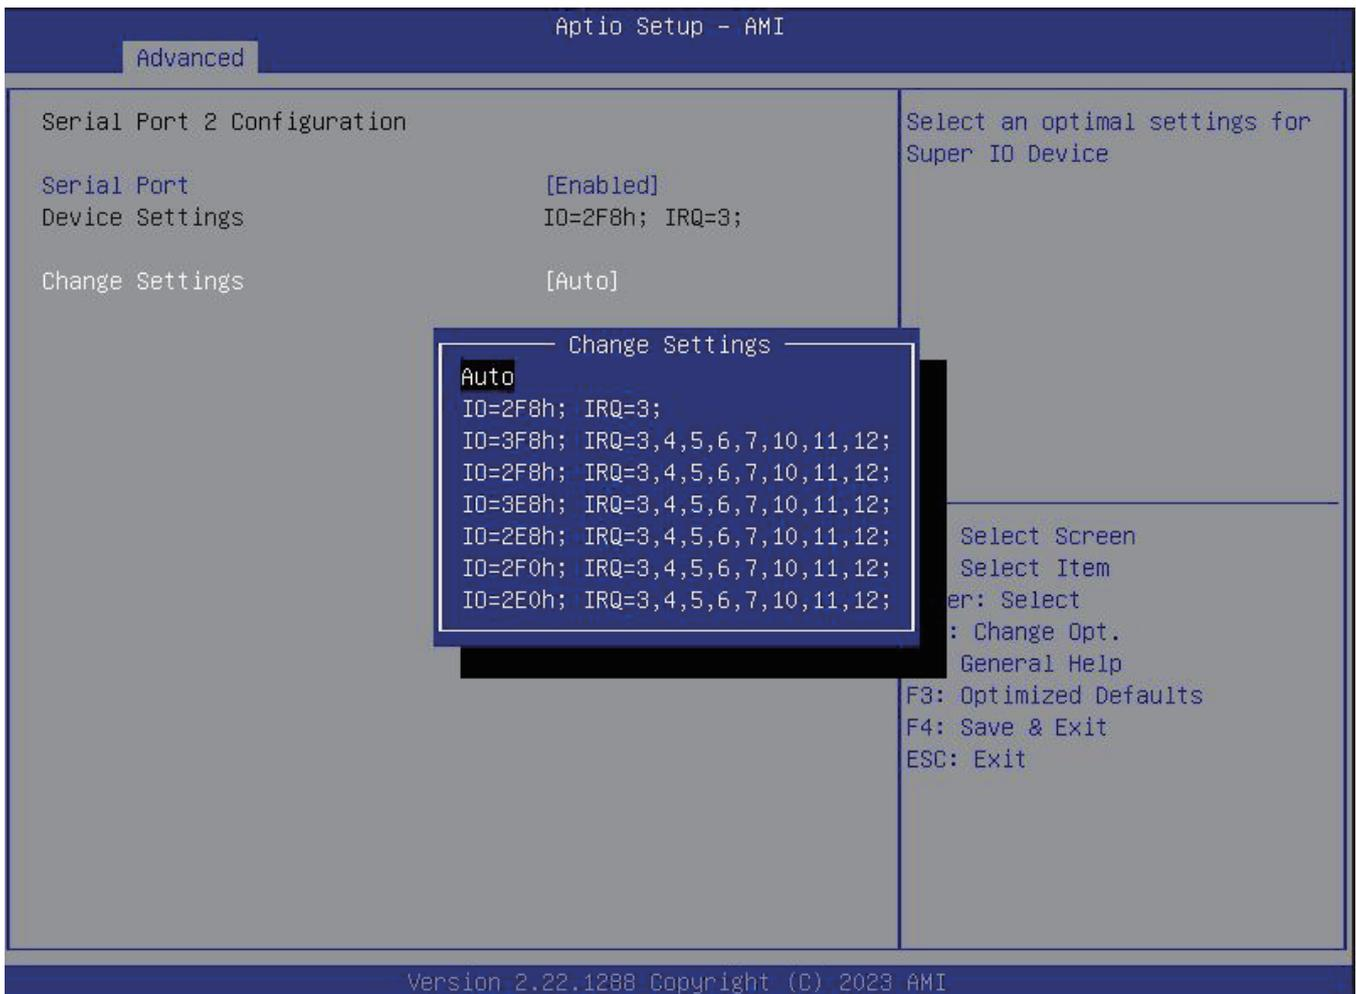 Aptio Setup – AMI
Advanced
Serial Port 2 Configuration
Serial Port [Enabled]
Device Settings IO=2F8h; IRQ=3;
Change Settings [Auto]
Change Settings
Auto
IO=2F8h; IRQ=3;
IO=3F8h; IRQ=3,4,5,6,7,10,11,12;
IO=2F8h; IRQ=3,4,5,6,7,10,11,12;
IO=3E8h; IRQ=3,4,5,6,7,10,11,12;
IO=2E8h; IRQ=3,4,5,6,7,10,11,12;
IO=2F0h; IRQ=3,4,5,6,7,10,11,12;
IO=2E0h; IRQ=3,4,5,6,7,10,11,12;
Select an optimal settings for
Super IO Device
Select Screen
Select Item
er: Select
: Change Opt.
General Help
F3: Optimized Defaults
F4: Save & Exit
ESC: Exit
Version 2.22.1288 Copyright (C) 2023 AMI